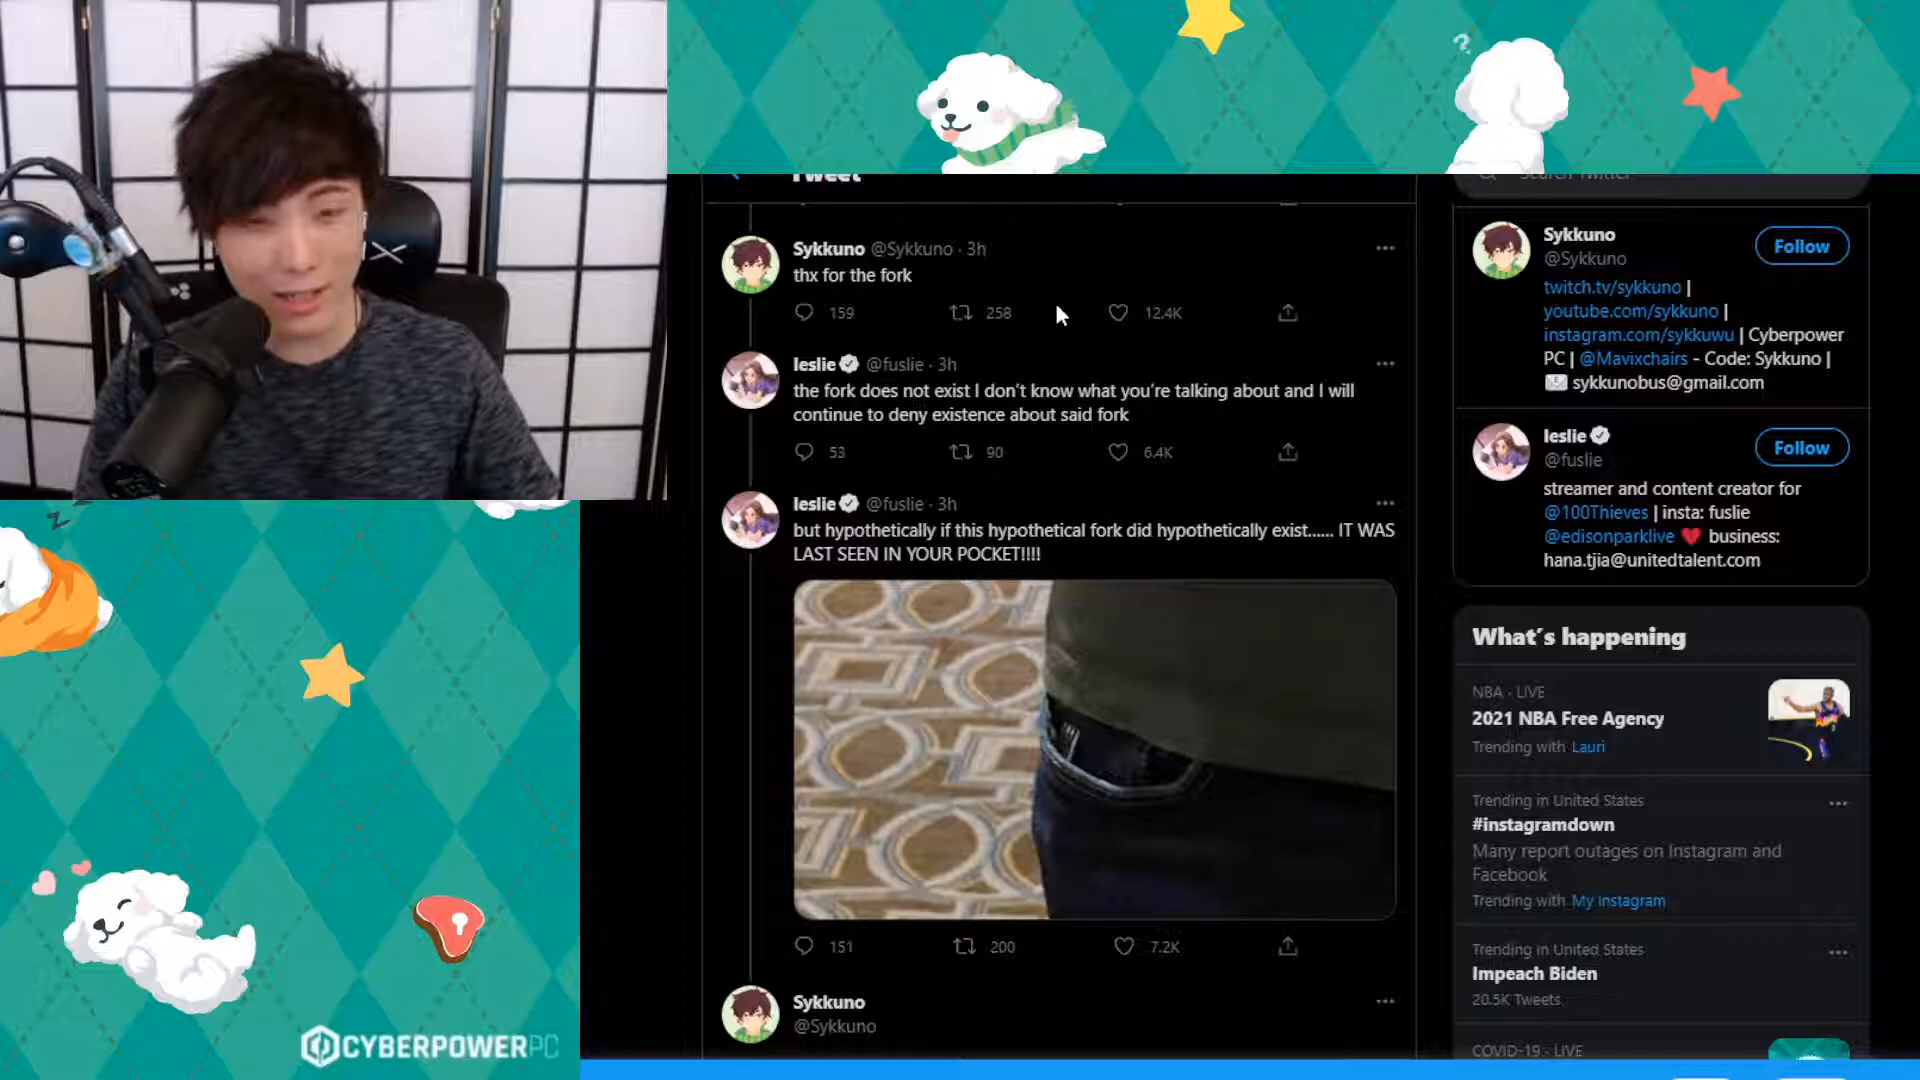 ?
Tweet
Search Twitter
Sykkuno @Sykkuno · 3h
thx for the fork
159 258 12.4K
leslie @fuslie · 3h
the fork does not exist I don't know what you're talking about and I will
continue to deny existence about said fork
53 90 6.4K
leslie @fuslie · 3h
but hypothetically if this hypothetical fork did hypothetically exist...... IT WAS
LAST SEEN IN YOUR POCKET!!!!
151 200 7.2K
Sykkuno
@Sykkuno
Sykkuno
@Sykkuno
Follow
twitch.tv/sykkuno |
youtube.com/sykkuno |
instagram.com/sykkuwu | Cyberpower
PC | @Mavixchairs - Code: Sykkuno |
sykkunobus@gmail.com
leslie
@fuslie
Follow
streamer and content creator for
@100Thieves | insta: fuslie
@edisonparklive business:
hana.tjia@unitedtalent.com
What's happening
NBA · LIVE
2021 NBA Free Agency
Trending with Lauri
Trending in United States
#instagramdown
Many report outages on Instagram and
Facebook
Trending with My Instagram
Trending in United States
Impeach Biden
20.5K Tweets
COVID-19 · LIVE
z
CYBERPOWERPC